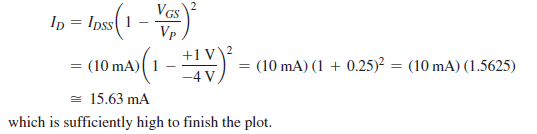 I_D = I_DSS(1 − V_GS/V_P)²
= (10 mA)(1 − +1 V/−4 V)² = (10 mA) (1 + 0.25)² = (10 mA) (1.5625)
≅ 15.63 mA
which is sufficiently high to finish the plot.